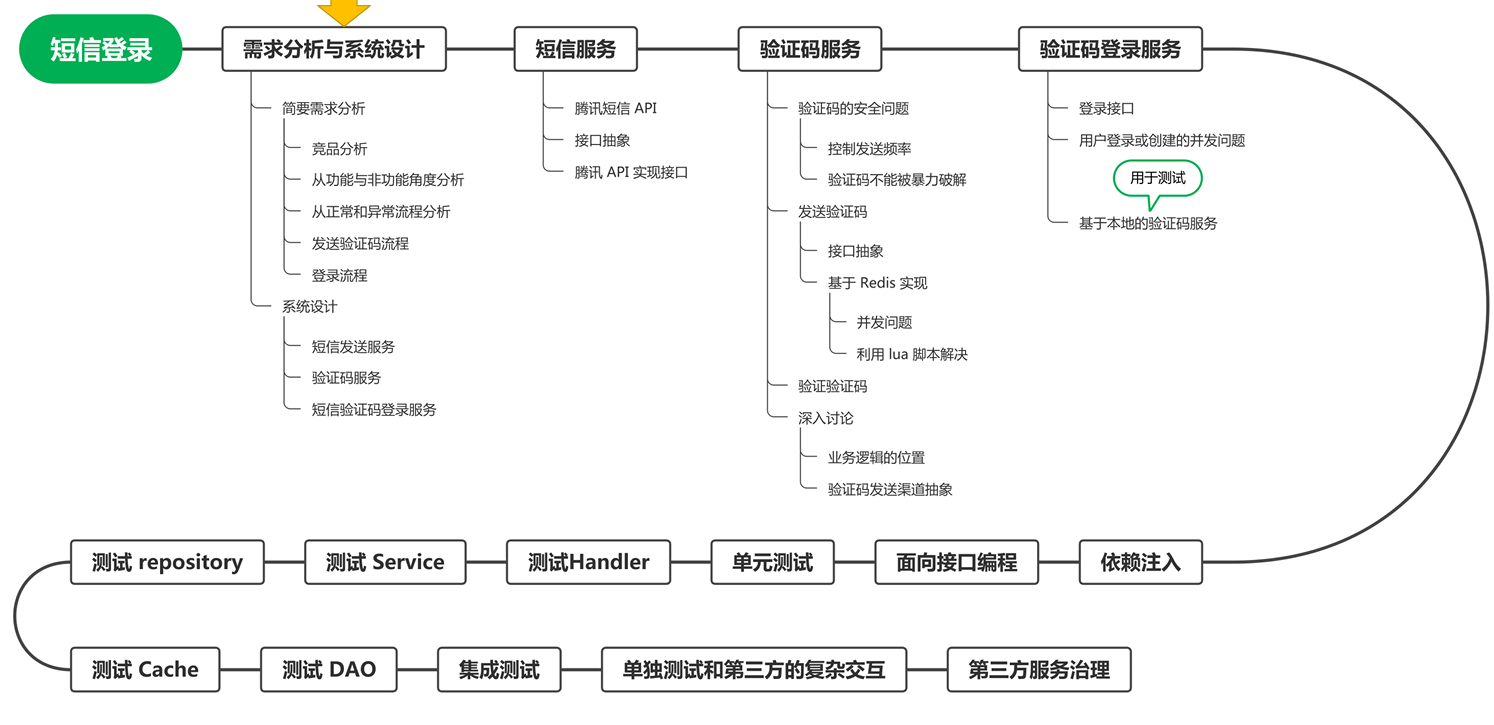 短信登录
需求分析与系统设计
简要需求分析
竞品分析
从功能与非功能角度分析
从正常和异常流程分析
发送验证码流程
登录流程
系统设计
短信发送服务
验证码服务
短信验证码登录服务
短信服务
腾讯短信 API
接口抽象
腾讯 API 实现接口
验证码服务
验证码的安全问题
控制发送频率
验证码不能被暴力破解
发送验证码
接口抽象
基于 Redis 实现
并发问题
利用 lua 脚本解决
验证验证码
深入讨论
业务逻辑的位置
验证码发送渠道抽象
验证码登录服务
登录接口
用户登录或创建的并发问题
用于测试
基于本地的验证码服务
依赖注入
面向接口编程
单元测试
测试Handler
测试 Service
测试 repository
测试 Cache
测试 DAO
集成测试
单独测试和第三方的复杂交互
第三方服务治理